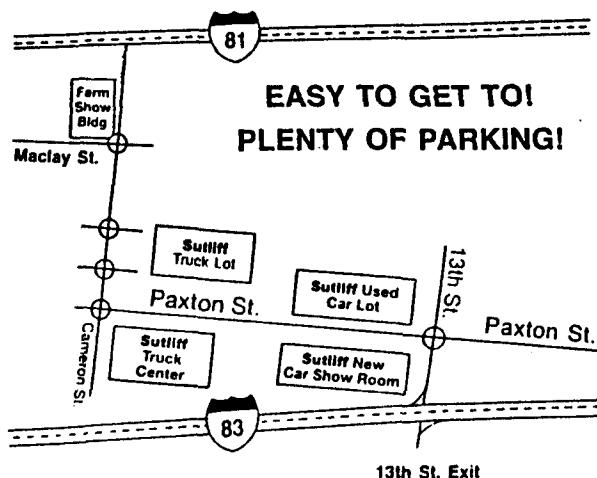 81
EASY TO GET TO!
PLENTY OF PARKING!
Farm
Show
Bldg
Maclay St.
Sutliff
Truck Lot
13th St.
Sutliff Used
Car Lot
Paxton St.
Paxton St.
Cameron St.
Sutliff
Truck
Center
Sutliff New
Car Show Room
83
13th St. Exit